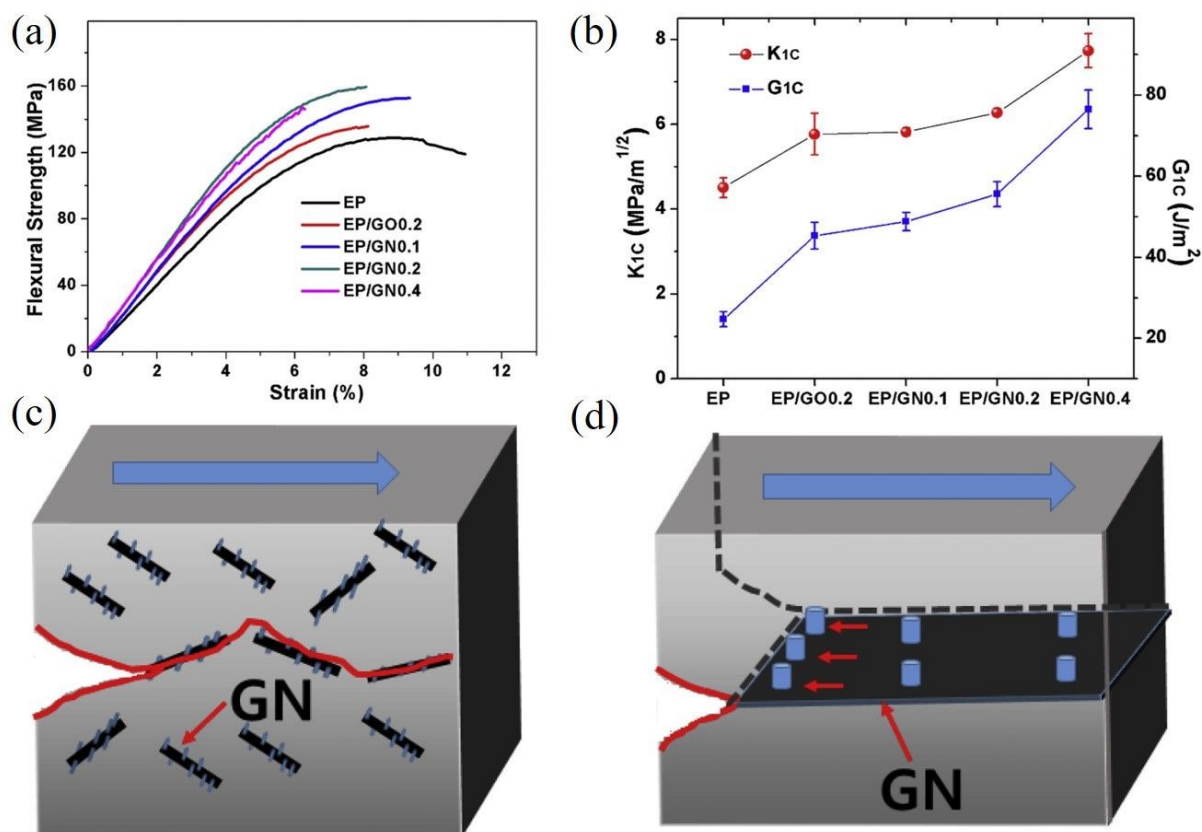 (a)
Flexural Strength (MPa)
160
120
80
40
0
EP
EP/GO0.2
EP/GN0.1
EP/GN0.2
EP/GN0.4
0 2 4 6 8 10 12
Strain (%)
(b)
K1C
G1C
K1C (MPa/m1/2)
8
6
4
2
0
G1C (J/m2)
80
60
40
20
EP EP/GO0.2 EP/GN0.1 EP/GN0.2 EP/GN0.4
(c)
GN
(d)
GN